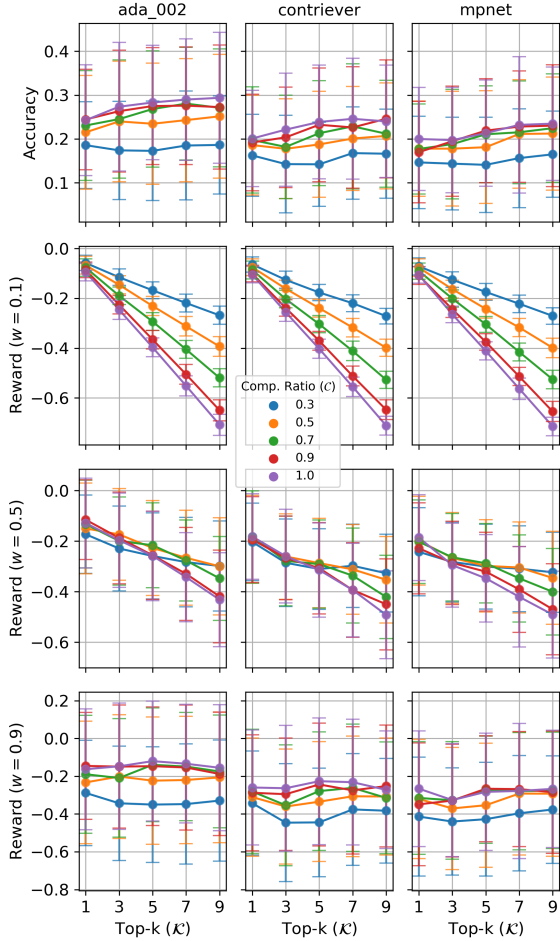 ada_002 contriever mpnet
Accuracy
0.4
0.3
0.2
0.1
Reward (w = 0.1)
0.0
−0.2
−0.4
−0.6
Comp. Ratio (𝒞)
0.3
0.5
0.7
0.9
1.0
Reward (w = 0.5)
0.0
−0.2
−0.4
−0.6
Reward (w = 0.9)
0.2
0.0
−0.2
−0.4
−0.6
−0.8
1 3 5 7 9 1 3 5 7 9 1 3 5 7 9
Top-k (𝒦) Top-k (𝒦) Top-k (𝒦)